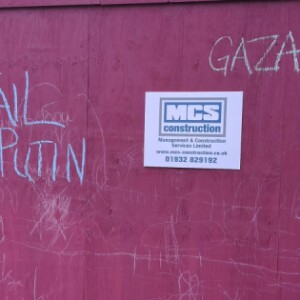 GAZA
AIL
PUTIN
MCS
construction
Management & Construction
Services Limited
www.mcs-construction.co.uk
01932 829192